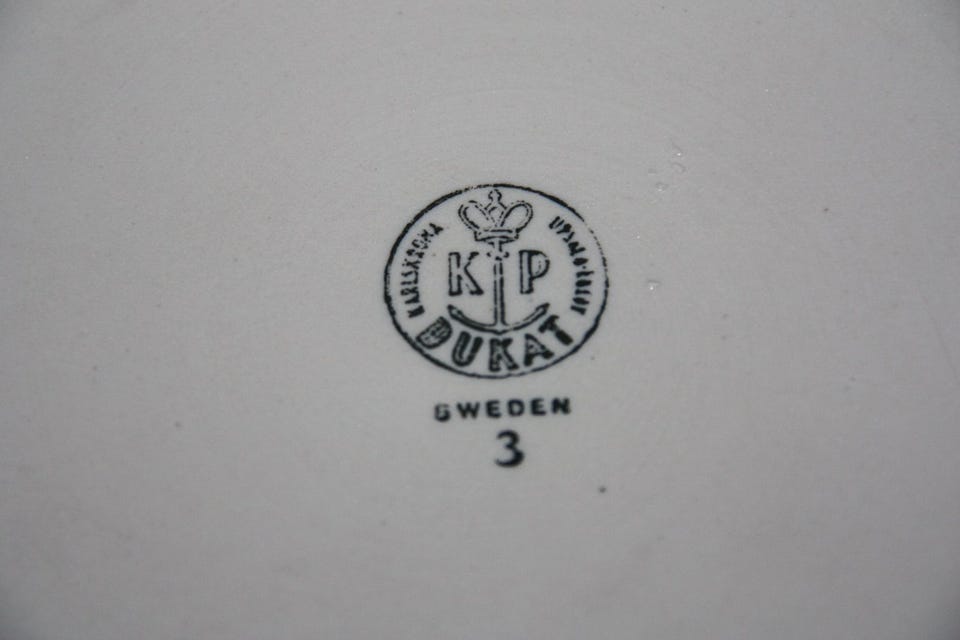 KARLSKRONA
UPSALA-EKEBY
K P
DUKAT
SWEDEN
3